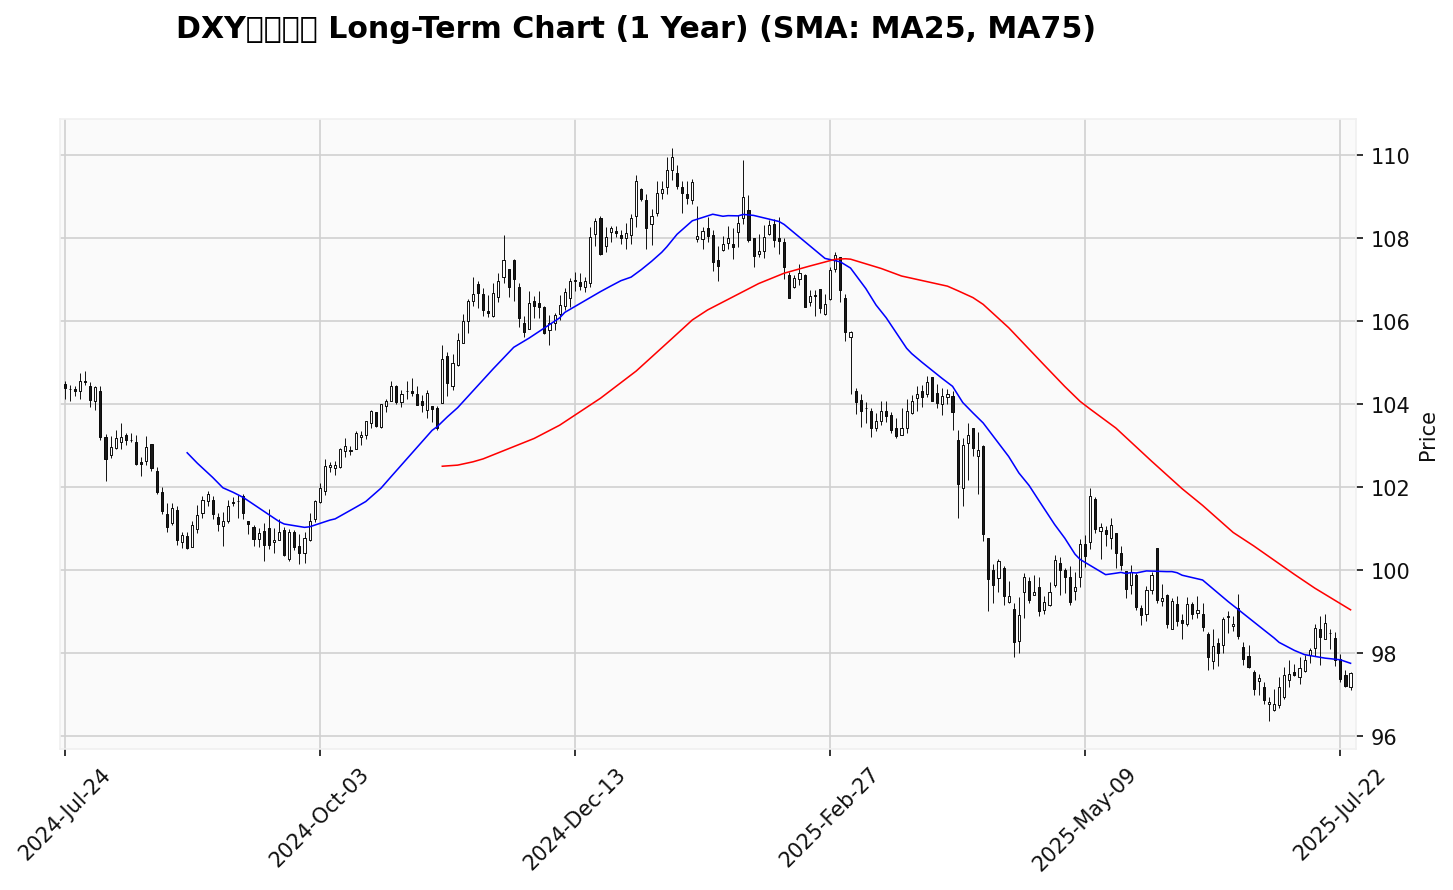 DXY Long-Term Chart (1 Year) (SMA: MA25, MA75)
110
108
106
104
102
100
98
96
Price
2024-Jul-24
2024-Oct-03
2024-Dec-13
2025-Feb-27
2025-May-09
2025-Jul-22